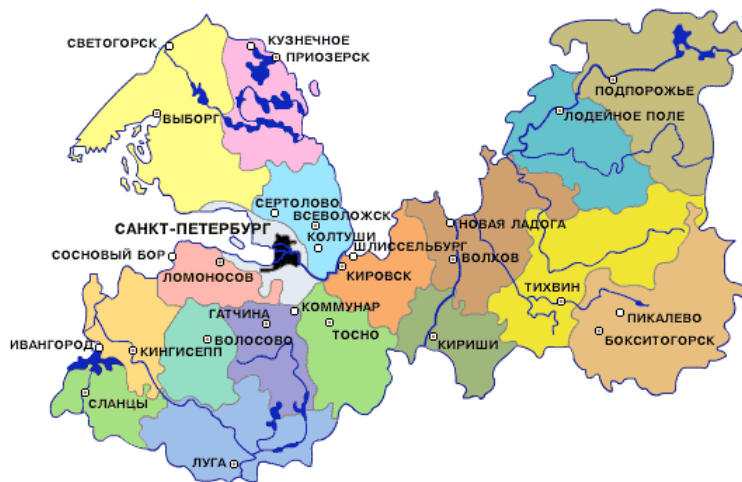 СВЕТОГОРСК
КУЗНЕЧНОЕ
ПРИОЗЕРСК
ПОДПОРОЖЬЕ
ВЫБОРГ
ЛОДЕЙНОЕ ПОЛЕ
СЕРТОЛОВО
ВСЕВОЛОЖСК
САНКТ-ПЕТЕРБУРГ
НОВАЯ ЛАДОГА
КОЛТУШИ
ШЛИССЕЛЬБУРГ
СОСНОВЫЙ БОР
ВОЛХОВ
ЛОМОНОСОВ
КИРОВСК
ТИХВИН
КОММУНАР
ГАТЧИНА
ПИКАЛЕВО
ТОСНО
БОКСИТОГОРСК
ИВАНГОРОД
ВОЛОСОВО
КИРИШИ
КИНГИСЕПП
СЛАНЦЫ
ЛУГА